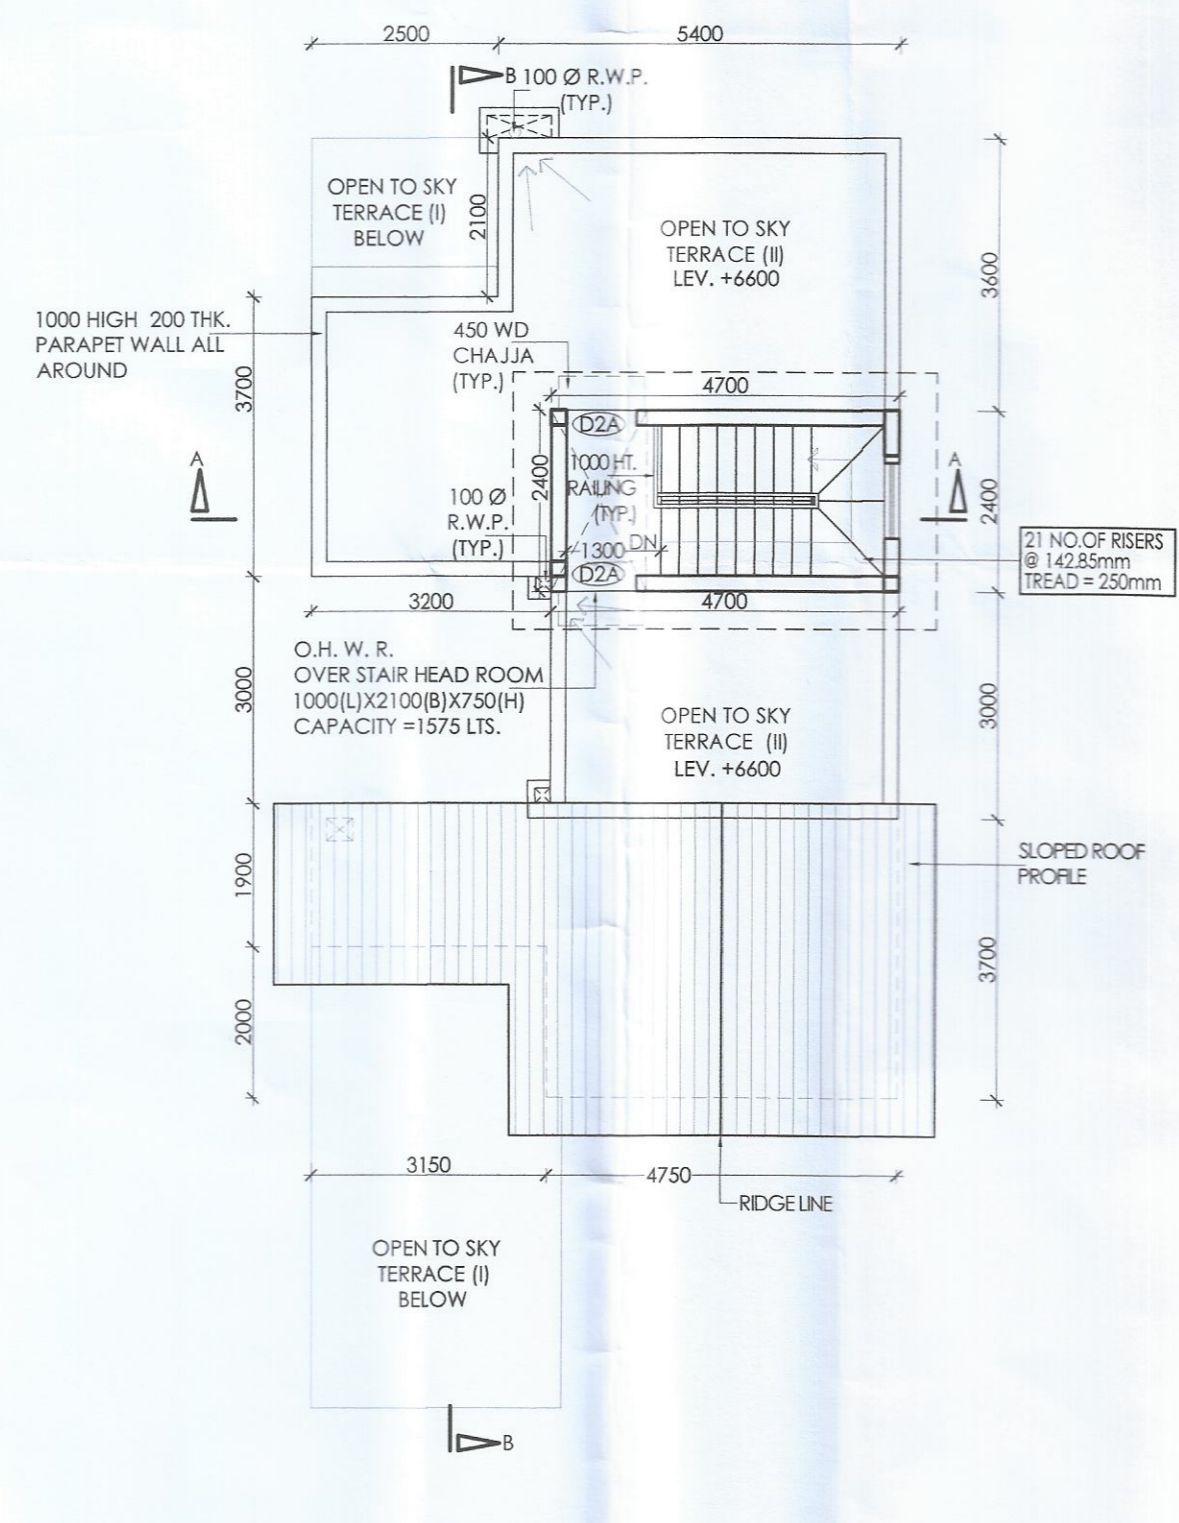 2500
5400
B
100 Ø R.W.P.
(TYP.)
OPEN TO SKY
TERRACE (I)
BELOW
2100
OPEN TO SKY
TERRACE (II)
LEV. +6600
3600
1000 HIGH 200 THK.
PARAPET WALL ALL
AROUND
3700
450 WD
CHAJJA
(TYP.)
4700
D2A
A
A
2400
1000 HT.
RAILING
(TYP.)
2400
100 Ø
R.W.P.
(TYP.)
1300
DN
D2A
21 NO.OF RISERS
@ 142.85mm
TREAD = 250mm
3200
4700
O.H. W. R.
OVER STAIR HEAD ROOM
1000(L)X2100(B)X750(H)
CAPACITY =1575 LTS.
3000
3000
OPEN TO SKY
TERRACE (II)
LEV. +6600
SLOPED ROOF
PROFILE
1900
3700
2000
3150
4750
RIDGE LINE
OPEN TO SKY
TERRACE (I)
BELOW
B